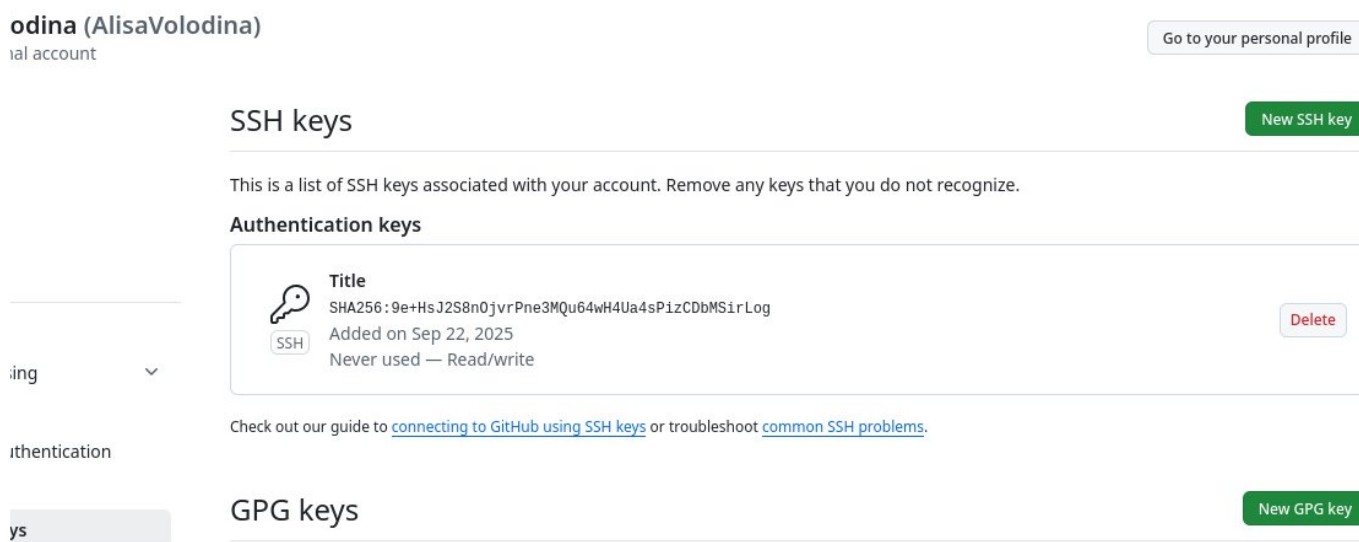 odina (AlisaVolodina)
nal account
Go to your personal profile
SSH keys
New SSH key
This is a list of SSH keys associated with your account. Remove any keys that you do not recognize.
Authentication keys
Title
SHA256:9e+HsJ2S8nOjvrPne3MQu64wH4Ua4sPizCDbMSirLog
Added on Sep 22, 2025
Never used — Read/write
SSH
Delete
sing
Check out our guide to connecting to GitHub using SSH keys or troubleshoot common SSH problems.
uthentication
GPG keys
New GPG key
ys